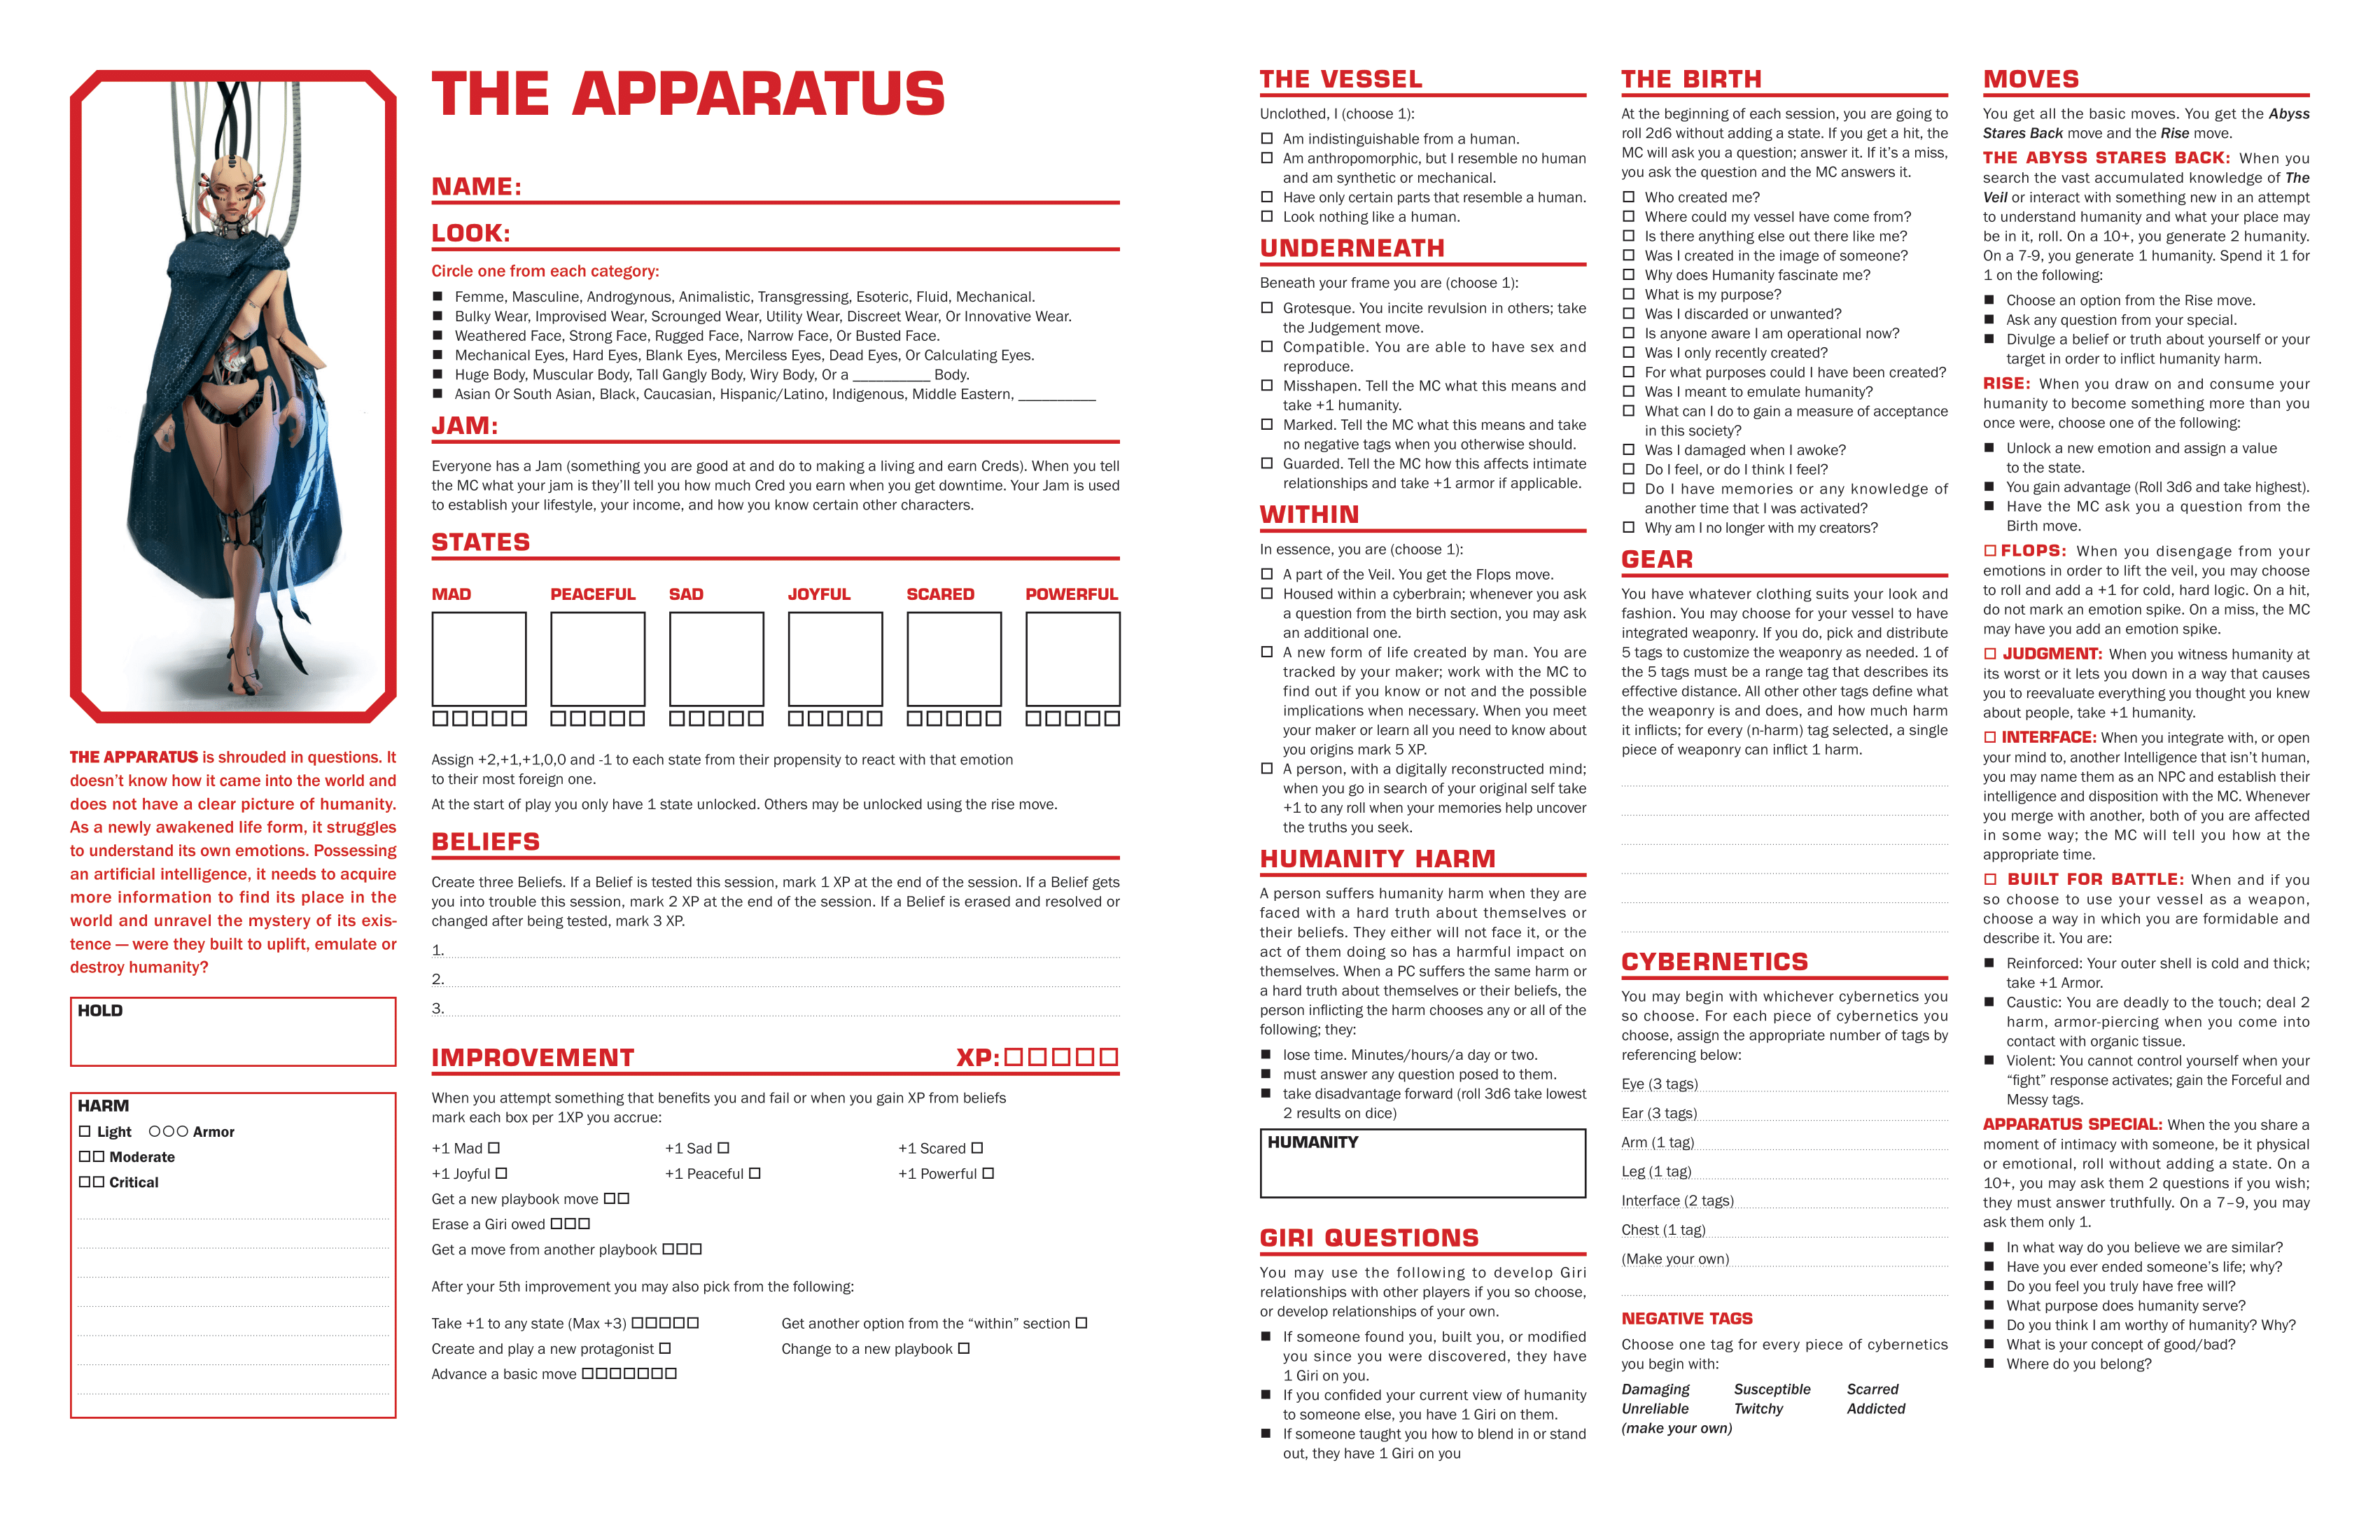 THE APPARATUS
NAME:
LOOK:
Circle one from each category:
■ Femme, Masculine, Androgynous, Animalistic, Transgressing, Esoteric, Fluid, Mechanical.
■ Bulky Wear, Improvised Wear, Scrounged Wear, Utility Wear, Discreet Wear, Or Innovative Wear.
■ Weathered Face, Strong Face, Rugged Face, Narrow Face, Or Busted Face.
■ Mechanical Eyes, Hard Eyes, Blank Eyes, Merciless Eyes, Dead Eyes, Or Calculating Eyes.
■ Huge Body, Muscular Body, Tall Gangly Body, Wiry Body, Or a __________ Body.
■ Asian Or South Asian, Black, Caucasian, Hispanic/Latino, Indigenous, Middle Eastern, __________
JAM:
Everyone has a Jam (something you are good at and do to making a living and earn Creds). When you tell
the MC what your jam is they'll tell you how much Cred you earn when you get downtime. Your Jam is used
to establish your lifestyle, your income, and how you know certain other characters.
STATES
MAD PEACEFUL SAD JOYFUL SCARED POWERFUL
Assign +2,+1,+1,0,0 and -1 to each state from their propensity to react with that emotion
to their most foreign one.
At the start of play you only have 1 state unlocked. Others may be unlocked using the rise move.
BELIEFS
Create three Beliefs. If a Belief is tested this session, mark 1 XP at the end of the session. If a Belief gets
you into trouble this session, mark 2 XP at the end of the session. If a Belief is erased and resolved or
changed after being tested, mark 3 XP.
1.
2.
3.
IMPROVEMENT XP: □□□□□
When you attempt something that benefits you and fail or when you gain XP from beliefs
mark each box per 1XP you accrue:
+1 Mad □ +1 Sad □ +1 Scared □
+1 Joyful □ +1 Peaceful □ +1 Powerful □
Get a new playbook move □□
Erase a Giri owed □□□
Get a move from another playbook □□□
After your 5th improvement you may also pick from the following:
Take +1 to any state (Max +3) □□□□□ Get another option from the "within" section □
Create and play a new protagonist □ Change to a new playbook □
Advance a basic move □□□□□□□
THE APPARATUS is shrouded in questions. It
doesn't know how it came into the world and
does not have a clear picture of humanity.
As a newly awakened life form, it struggles
to understand its own emotions. Possessing
an artificial intelligence, it needs to acquire
more information to find its place in the
world and unravel the mystery of its exis-
tence — were they built to uplift, emulate or
destroy humanity?
HOLD
HARM
□ Light ○○○ Armor
□□ Moderate
□□ Critical
THE VESSEL
Unclothed, I (choose 1):
□ Am indistinguishable from a human.
□ Am anthropomorphic, but I resemble no human
and am synthetic or mechanical.
□ Have only certain parts that resemble a human.
□ Look nothing like a human.
UNDERNEATH
Beneath your frame you are (choose 1):
□ Grotesque. You incite revulsion in others; take
the Judgement move.
□ Compatible. You are able to have sex and
reproduce.
□ Misshapen. Tell the MC what this means and
take +1 humanity.
□ Marked. Tell the MC what this means and take
no negative tags when you otherwise should.
□ Guarded. Tell the MC how this affects intimate
relationships and take +1 armor if applicable.
WITHIN
In essence, you are (choose 1):
□ A part of the Veil. You get the Flops move.
□ Housed within a cyberbrain; whenever you ask
a question from the birth section, you may ask
an additional one.
□ A new form of life created by man. You are
tracked by your maker; work with the MC to
find out if you know or not and the possible
implications when necessary. When you meet
your maker or learn all you need to know about
you origins mark 5 XP.
□ A person, with a digitally reconstructed mind;
when you go in search of your original self take
+1 to any roll when your memories help uncover
the truths you seek.
HUMANITY HARM
A person suffers humanity harm when they are
faced with a hard truth about themselves or
their beliefs. They either will not face it, or the
act of them doing so has a harmful impact on
themselves. When a PC suffers the same harm or
a hard truth about themselves or their beliefs, the
person inflicting the harm chooses any or all of the
following; they:
■ lose time. Minutes/hours/a day or two.
■ must answer any question posed to them.
■ take disadvantage forward (roll 3d6 take lowest
2 results on dice)
HUMANITY
GIRI QUESTIONS
You may use the following to develop Giri
relationships with other players if you so choose,
or develop relationships of your own.
■ If someone found you, built you, or modified
you since you were discovered, they have
1 Giri on you.
■ If you confided your current view of humanity
to someone else, you have 1 Giri on them.
■ If someone taught you how to blend in or stand
out, they have 1 Giri on you
THE BIRTH
At the beginning of each session, you are going to
roll 2d6 without adding a state. If you get a hit, the
MC will ask you a question; answer it. If it's a miss,
you ask the question and the MC answers it.
□ Who created me?
□ Where could my vessel have come from?
□ Is there anything else out there like me?
□ Was I created in the image of someone?
□ Why does Humanity fascinate me?
□ What is my purpose?
□ Was I discarded or unwanted?
□ Is anyone aware I am operational now?
□ Was I only recently created?
□ For what purposes could I have been created?
□ Was I meant to emulate humanity?
□ What can I do to gain a measure of acceptance
in this society?
□ Was I damaged when I awoke?
□ Do I feel, or do I think I feel?
□ Do I have memories or any knowledge of
another time that I was activated?
□ Why am I no longer with my creators?
GEAR
You have whatever clothing suits your look and
fashion. You may choose for your vessel to have
integrated weaponry. If you do, pick and distribute
5 tags to customize the weaponry as needed. 1 of
the 5 tags must be a range tag that describes its
effective distance. All other other tags define what
the weaponry is and does, and how much harm
it inflicts; for every (n-harm) tag selected, a single
piece of weaponry can inflict 1 harm.
CYBERNETICS
You may begin with whichever cybernetics you
so choose. For each piece of cybernetics you
choose, assign the appropriate number of tags by
referencing below:
Eye (3 tags)
Ear (3 tags)
Arm (1 tag)
Leg (1 tag)
Interface (2 tags)
Chest (1 tag)
(Make your own)
NEGATIVE TAGS
Choose one tag for every piece of cybernetics
you begin with:
Damaging Susceptible Scarred
Unreliable Twitchy Addicted
(make your own)
MOVES
You get all the basic moves. You get the Abyss
Stares Back move and the Rise move.
THE ABYSS STARES BACK: When you
search the vast accumulated knowledge of The
Veil or interact with something new in an attempt
to understand humanity and what your place may
be in it, roll. On a 10+, you generate 2 humanity.
On a 7-9, you generate 1 humanity. Spend it 1 for
1 on the following:
■ Choose an option from the Rise move.
■ Ask any question from your special.
■ Divulge a belief or truth about yourself or your
target in order to inflict humanity harm.
RISE: When you draw on and consume your
humanity to become something more than you
once were, choose one of the following:
■ Unlock a new emotion and assign a value
to the state.
■ You gain advantage (Roll 3d6 and take highest).
■ Have the MC ask you a question from the
Birth move.
□ FLOPS: When you disengage from your
emotions in order to lift the veil, you may choose
to roll and add a +1 for cold, hard logic. On a hit,
do not mark an emotion spike. On a miss, the MC
may have you add an emotion spike.
□ JUDGMENT: When you witness humanity at
its worst or it lets you down in a way that causes
you to reevaluate everything you thought you knew
about people, take +1 humanity.
□ INTERFACE: When you integrate with, or open
your mind to, another Intelligence that isn't human,
you may name them as an NPC and establish their
intelligence and disposition with the MC. Whenever
you merge with another, both of you are affected
in some way; the MC will tell you how at the
appropriate time.
□ BUILT FOR BATTLE: When and if you
so choose to use your vessel as a weapon,
choose a way in which you are formidable and
describe it. You are:
■ Reinforced: Your outer shell is cold and thick;
take +1 Armor.
■ Caustic: You are deadly to the touch; deal 2
harm, armor-piercing when you come into
contact with organic tissue.
■ Violent: You cannot control yourself when your
"fight" response activates; gain the Forceful and
Messy tags.
APPARATUS SPECIAL: When the you share a
moment of intimacy with someone, be it physical
or emotional, roll without adding a state. On a
10+, you may ask them 2 questions if you wish;
they must answer truthfully. On a 7–9, you may
ask them only 1.
■ In what way do you believe we are similar?
■ Have you ever ended someone's life; why?
■ Do you feel you truly have free will?
■ What purpose does humanity serve?
■ Do you think I am worthy of humanity? Why?
■ What is your concept of good/bad?
■ Where do you belong?